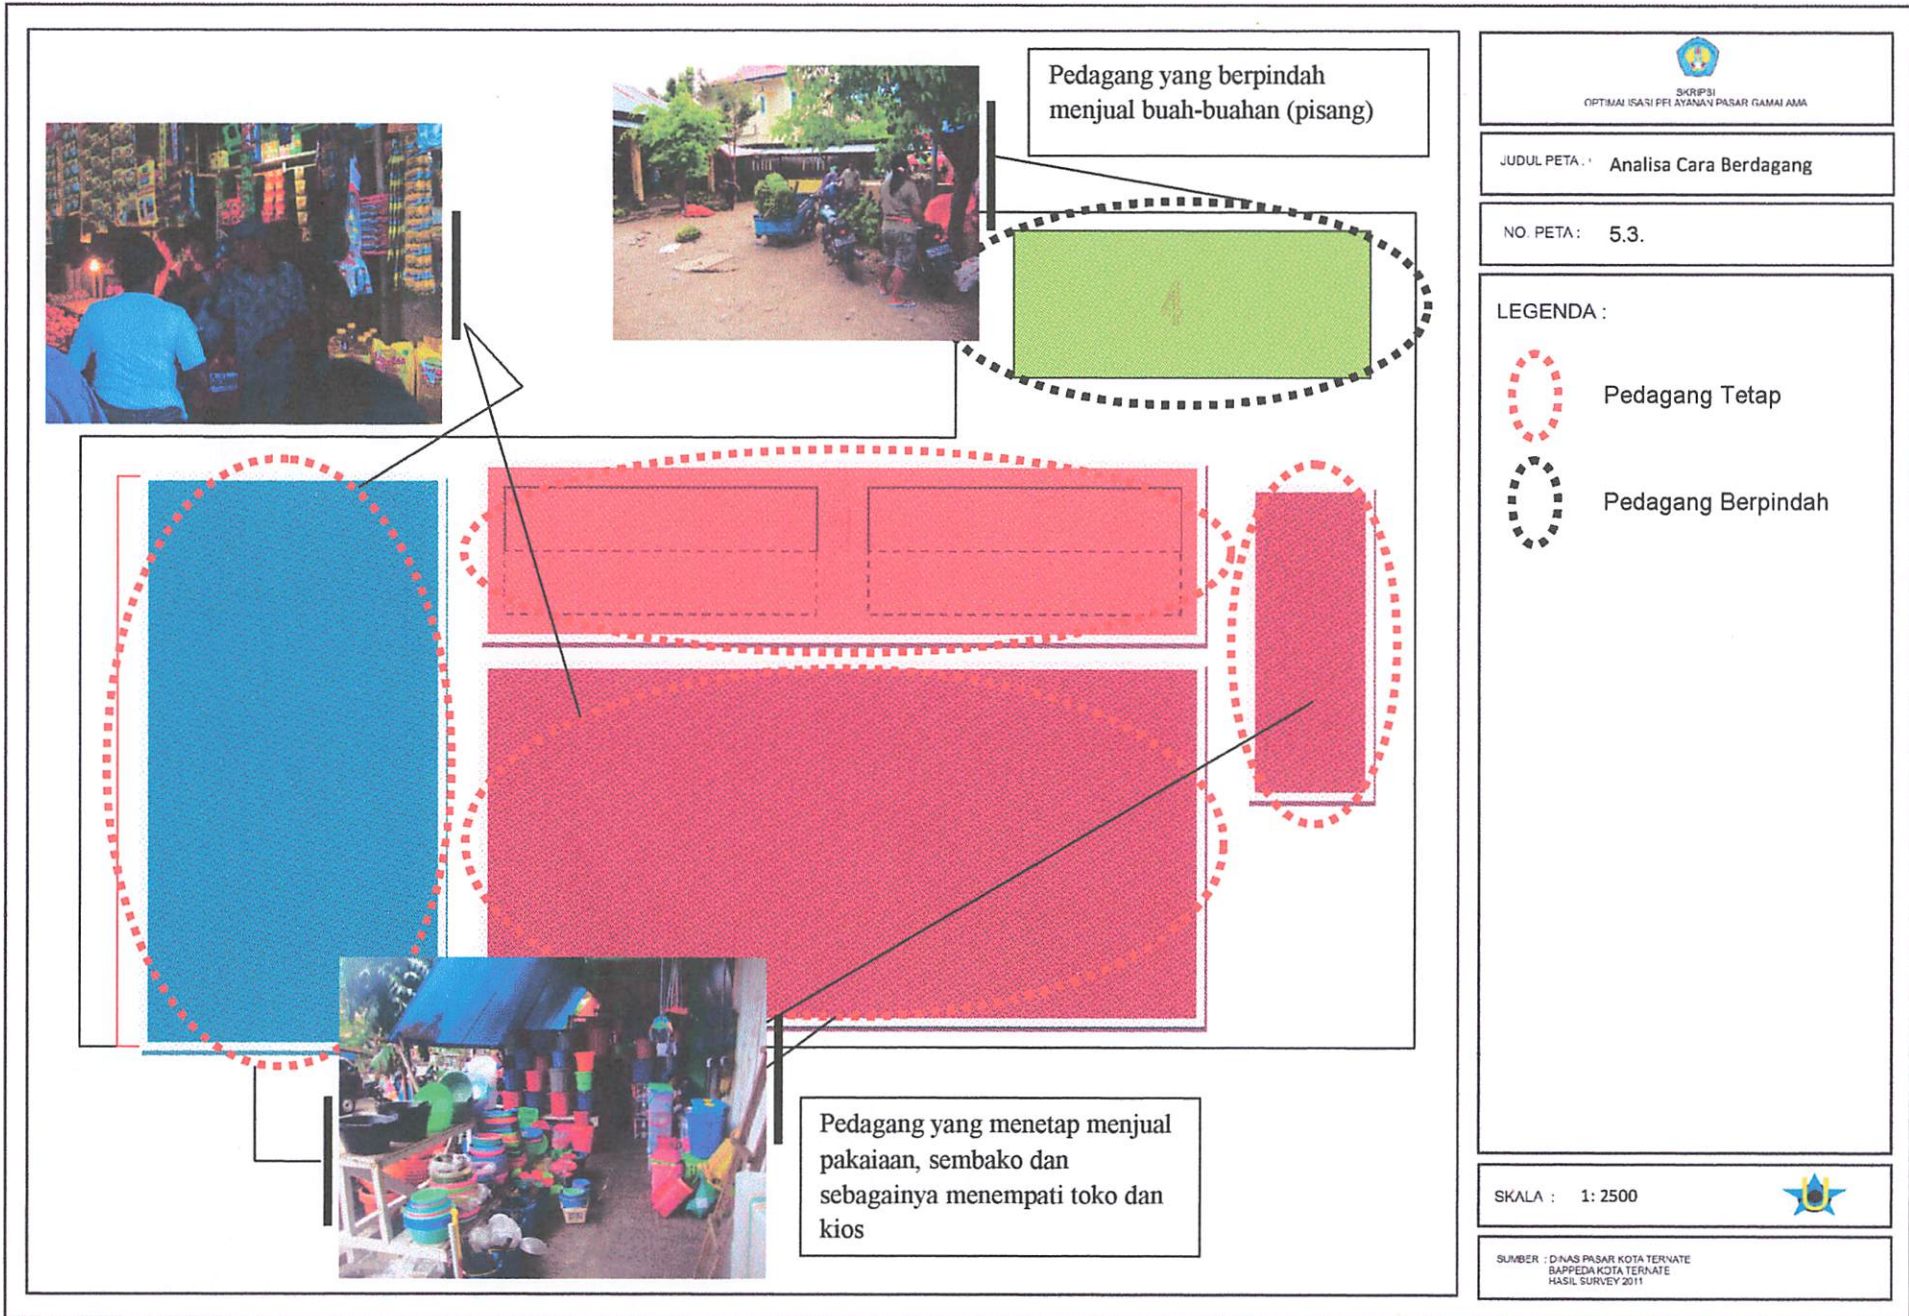 Pedagang yang berpindah
menjual buah-buahan (pisang)
4
Pedagang yang menetap menjual
pakaiaan, sembako dan
sebagainya menempati toko dan
kios
SKRIPSI
OPTIMALISASI PELAYANAN PASAR GAMALAMA
JUDUL PETA : Analisa Cara Berdagang
NO. PETA : 5.3.
LEGENDA :
Pedagang Tetap
Pedagang Berpindah
SKALA : 1: 2500
SUMBER : DINAS PASAR KOTA TERNATE
BAPPEDA KOTA TERNATE
HASIL SURVEY 2011